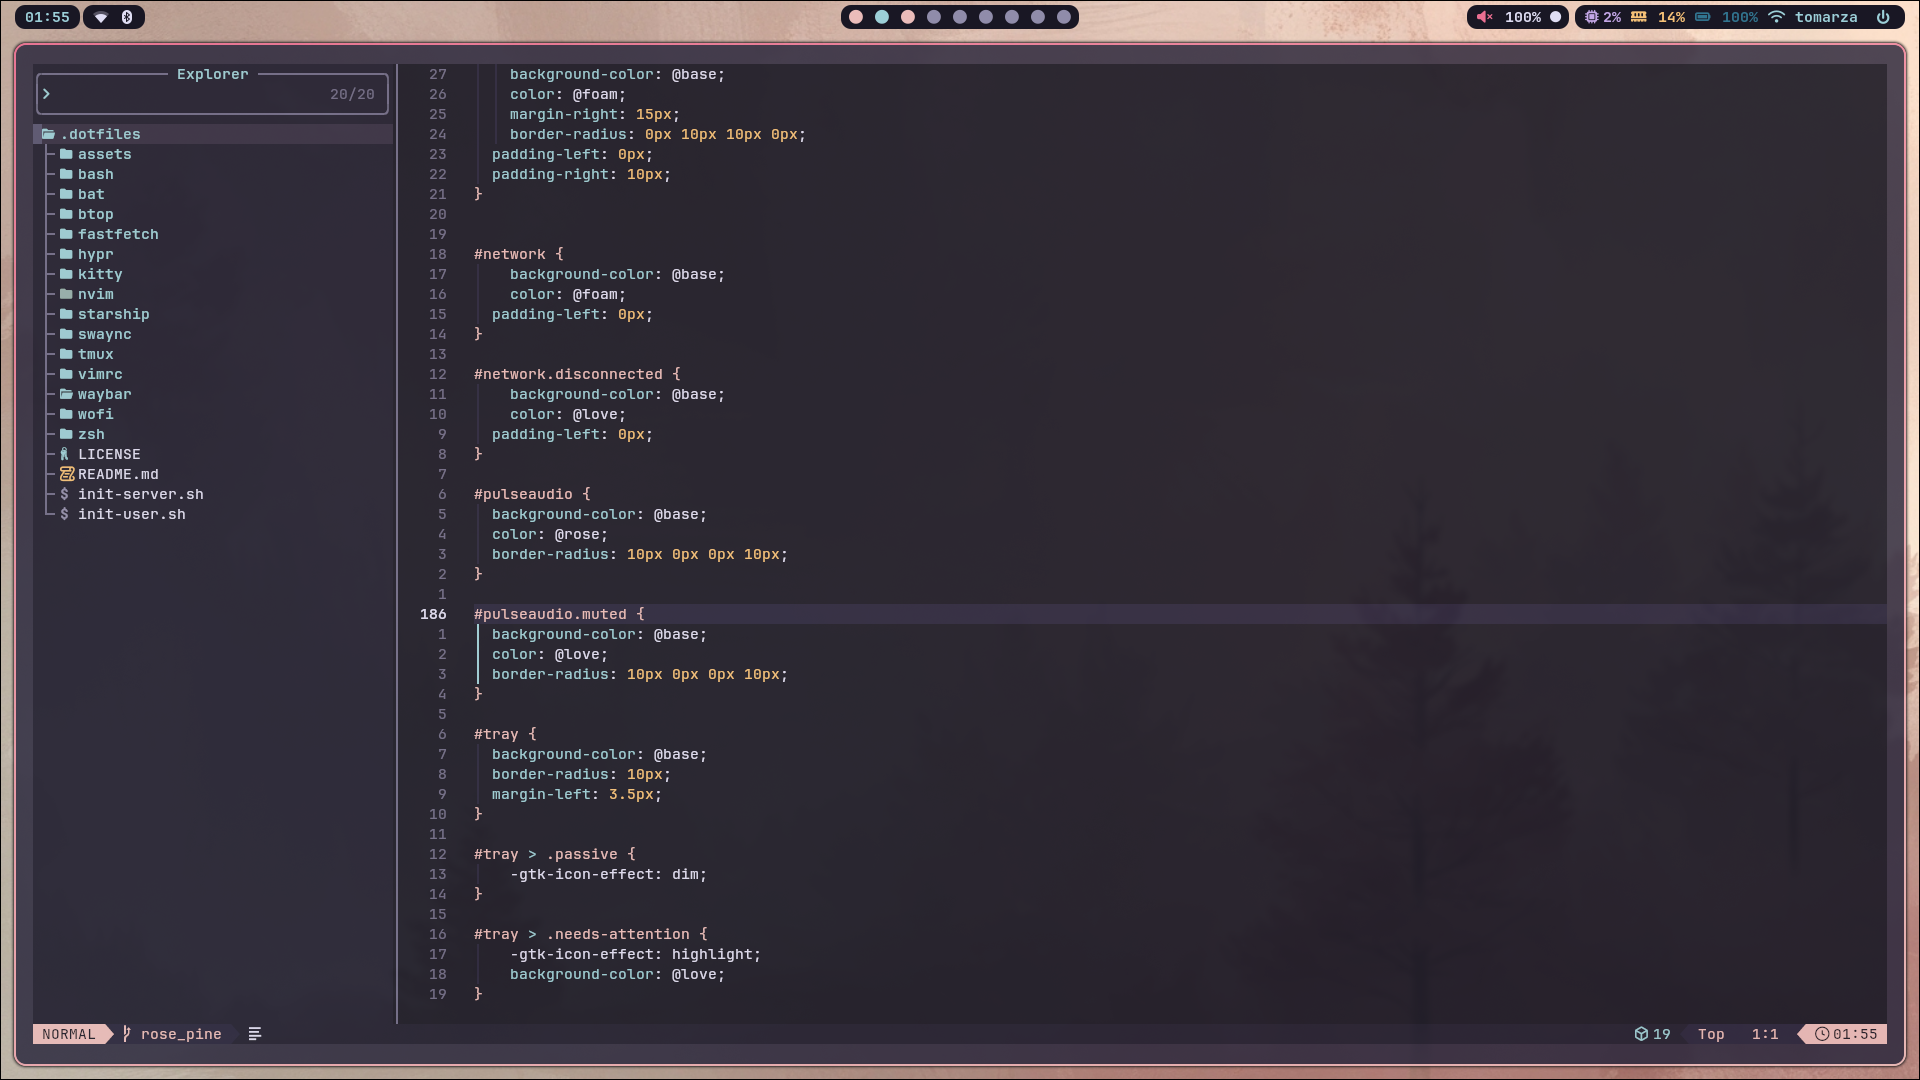 01:55
100% 2% 14% 100% tomarza
Explorer
> 20/20
.dotfiles
assets
bash
bat
btop
fastfetch
hypr
kitty
nvim
starship
swaync
tmux
vimrc
waybar
wofi
zsh
LICENSE
README.md
$ init-server.sh
$ init-user.sh
27 background-color: @base;
26 color: @foam;
25 margin-right: 15px;
24 border-radius: 0px 10px 10px 0px;
23 padding-left: 0px;
22 padding-right: 10px;
21 }
20
19
18 #network {
17 background-color: @base;
16 color: @foam;
15 padding-left: 0px;
14 }
13
12 #network.disconnected {
11 background-color: @base;
10 color: @love;
9 padding-left: 0px;
8 }
7
6 #pulseaudio {
5 background-color: @base;
4 color: @rose;
3 border-radius: 10px 0px 0px 10px;
2 }
1
186 #pulseaudio.muted {
1 background-color: @base;
2 color: @love;
3 border-radius: 10px 0px 0px 10px;
4 }
5
6 #tray {
7 background-color: @base;
8 border-radius: 10px;
9 margin-left: 3.5px;
10 }
11
12 #tray > .passive {
13 -gtk-icon-effect: dim;
14 }
15
16 #tray > .needs-attention {
17 -gtk-icon-effect: highlight;
18 background-color: @love;
19 }
NORMAL rose_pine 19 Top 1:1 01:55